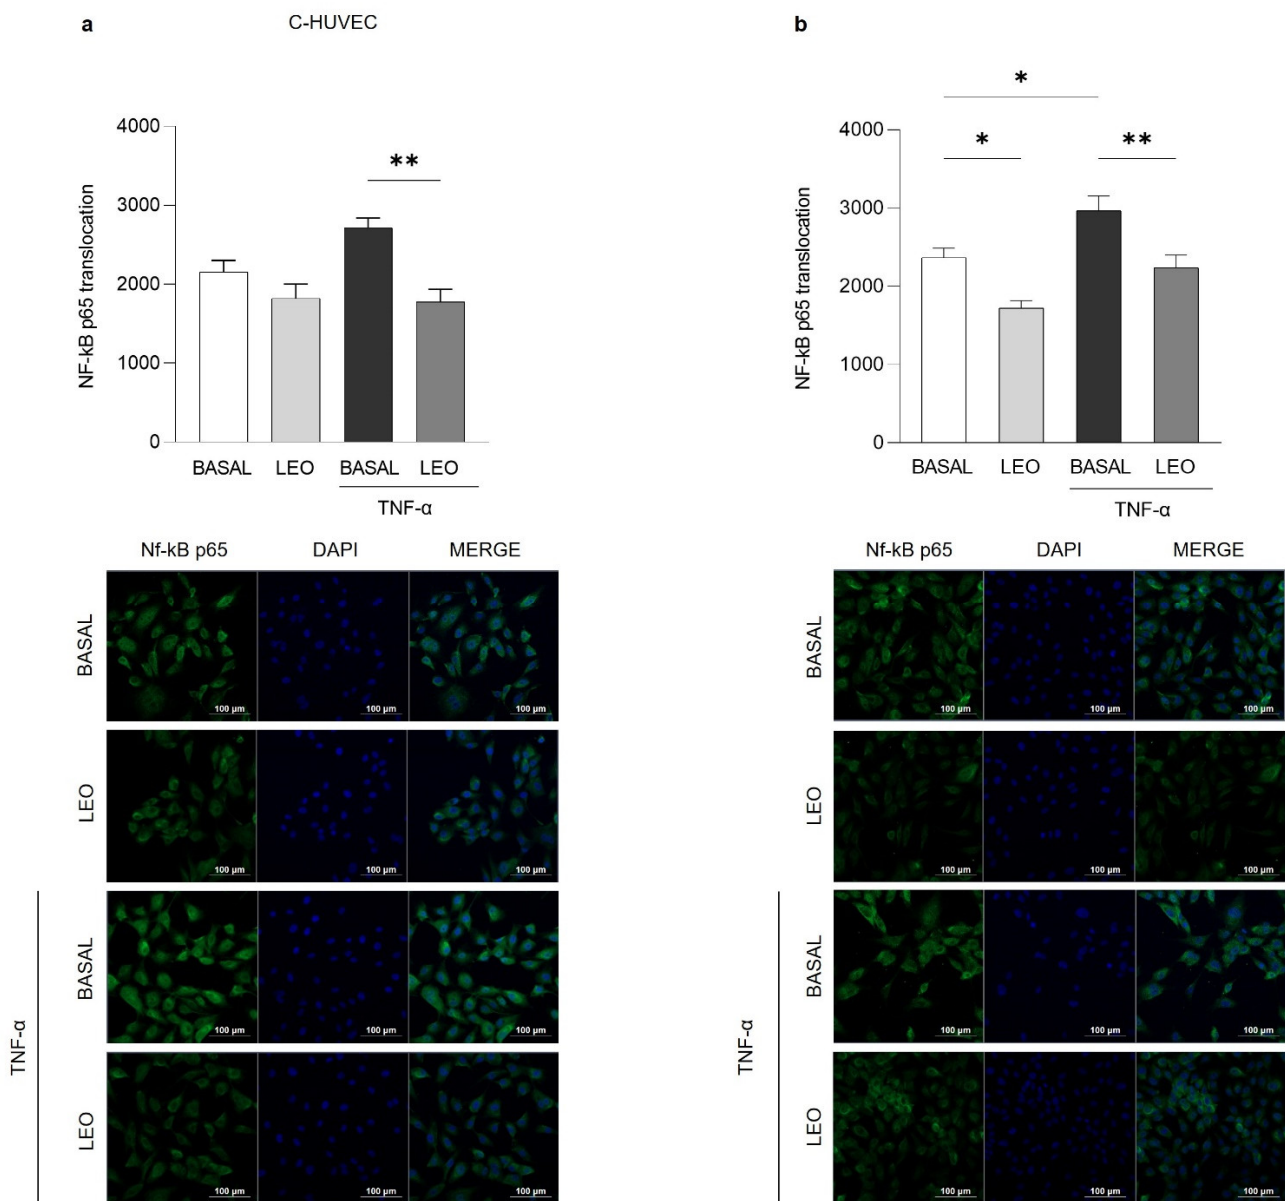 a
C-HUVEC
NF-kB p65 translocation
4000
3000
2000
1000
0
**
BASAL
LEO
BASAL
LEO
TNF-α
Nf-kB p65
DAPI
MERGE
BASAL
100 µm
100 µm
100 µm
LEO
100 µm
100 µm
100 µm
TNF-α
BASAL
100 µm
100 µm
100 µm
LEO
100 µm
100 µm
100 µm
b
NF-kB p65 translocation
4000
3000
2000
1000
0
*
*
**
BASAL
LEO
BASAL
LEO
TNF-α
Nf-kB p65
DAPI
MERGE
BASAL
100 µm
100 µm
100 µm
LEO
100 µm
100 µm
100 µm
TNF-α
BASAL
100 µm
100 µm
100 µm
LEO
100 µm
100 µm
100 µm